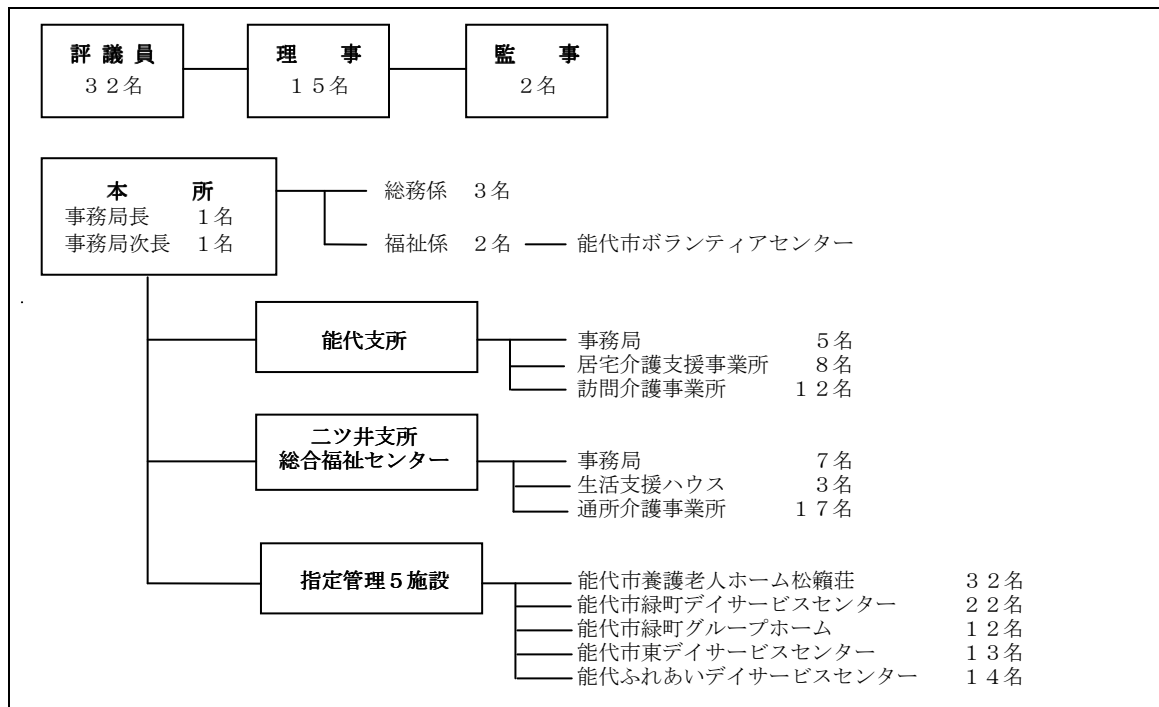 評議員　理　事　監　事
３２名　１５名　２名
本　所
事務局長　１名
事務局次長　１名
総務係　３名
福祉係　２名　能代市ボランティアセンター
能代支所
事務局　５名
居宅介護支援事業所　８名
訪問介護事業所　１２名
二ツ井支所
総合福祉センター
事務局　７名
生活支援ハウス　３名
通所介護事業所　１７名
指定管理５施設
能代市養護老人ホーム松籟荘　３２名
能代市緑町デイサービスセンター　２２名
能代市緑町グループホーム　１２名
能代市東デイサービスセンター　１３名
能代ふれあいデイサービスセンター　１４名